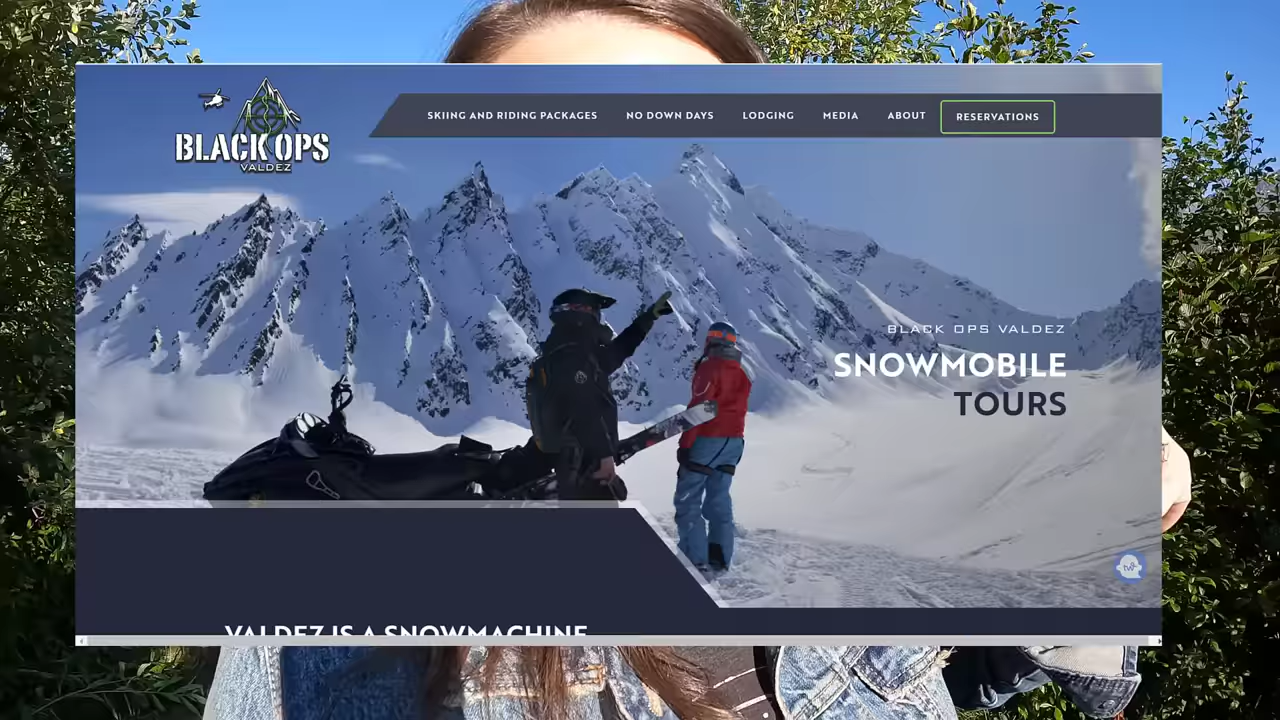 BLACK OPS
VALDEZ
SKIING AND RIDING PACKAGES NO DOWN DAYS LODGING MEDIA ABOUT RESERVATIONS
BLACK OPS VALDEZ
SNOWMOBILE
TOURS
VALDEZ IS A SNOWMACHINE